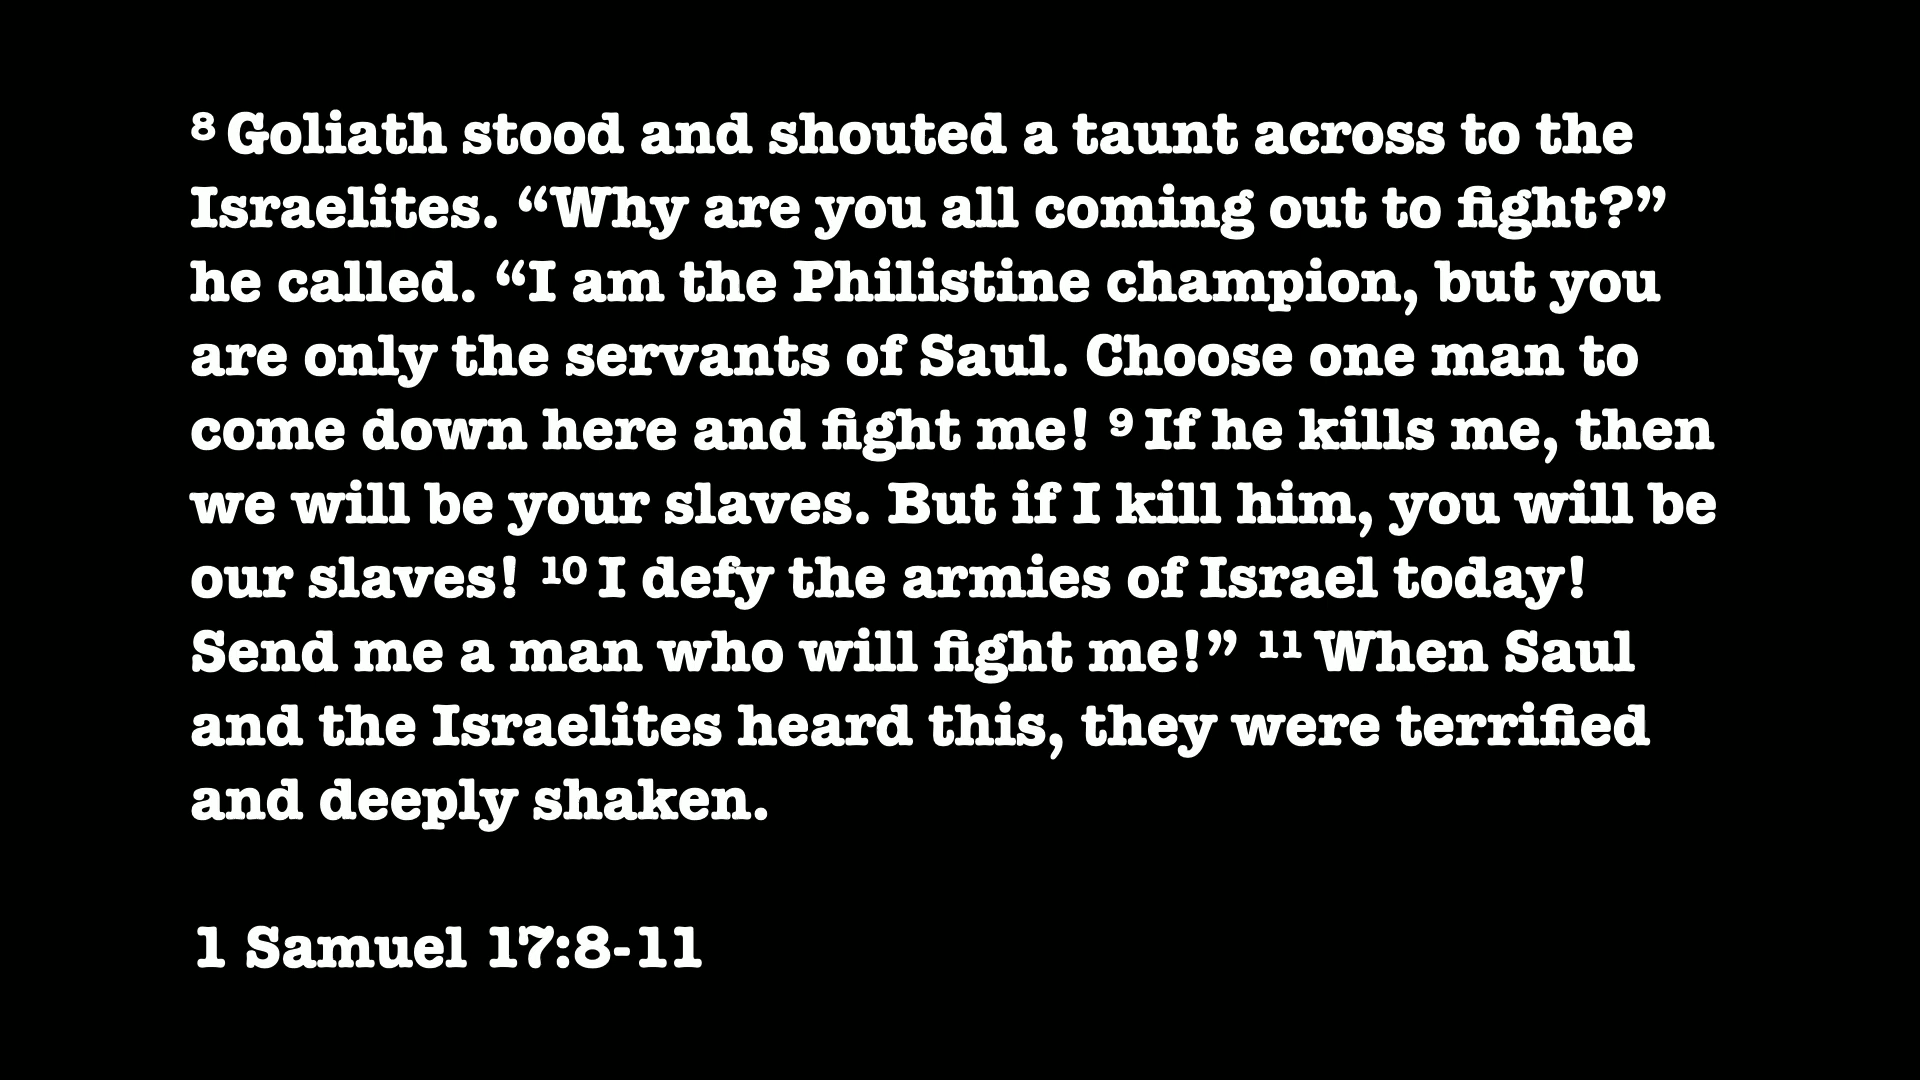 ⁸ Goliath stood and shouted a taunt across to the
Israelites. “Why are you all coming out to fight?”
he called. “I am the Philistine champion, but you
are only the servants of Saul. Choose one man to
come down here and fight me! ⁹ If he kills me, then
we will be your slaves. But if I kill him, you will be
our slaves! ¹⁰ I defy the armies of Israel today!
Send me a man who will fight me!” ¹¹ When Saul
and the Israelites heard this, they were terrified
and deeply shaken.
1 Samuel 17:8-11